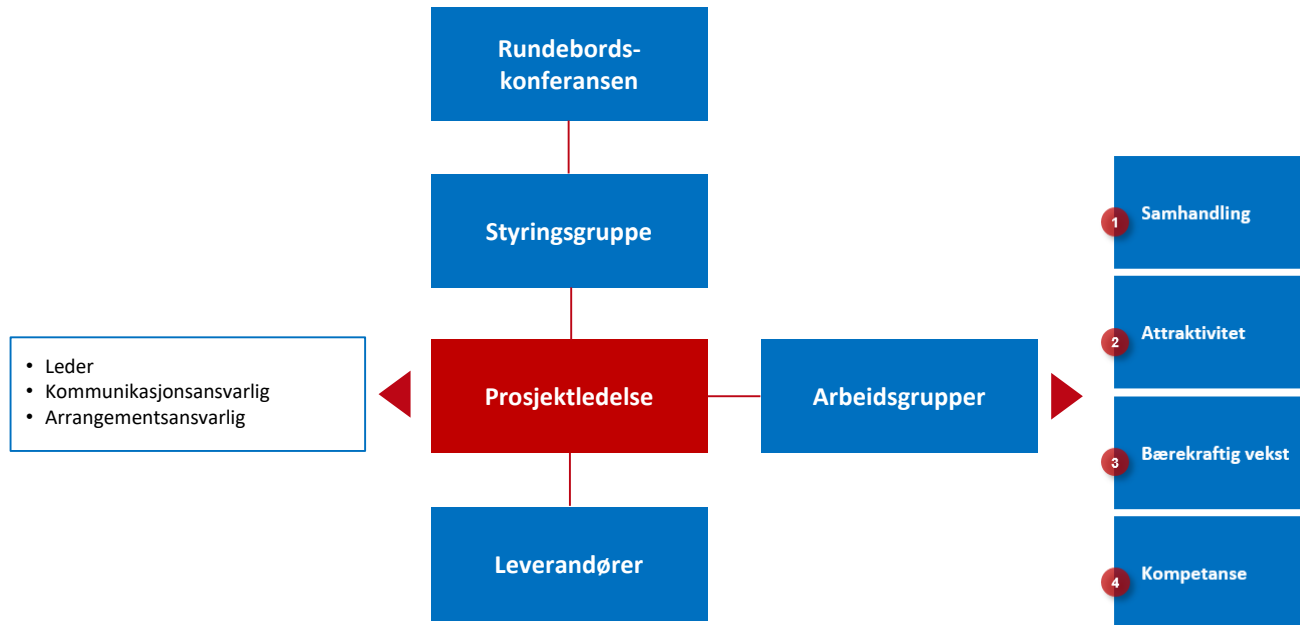 Rundebords-
konferansen
Styringsgruppe
• Leder
• Kommunikasjonsansvarlig
• Arrangementsansvarlig
Prosjektledelse
Arbeidsgrupper
Leverandører
1 Samhandling
2 Attraktivitet
3 Bærekraftig vekst
4 Kompetanse